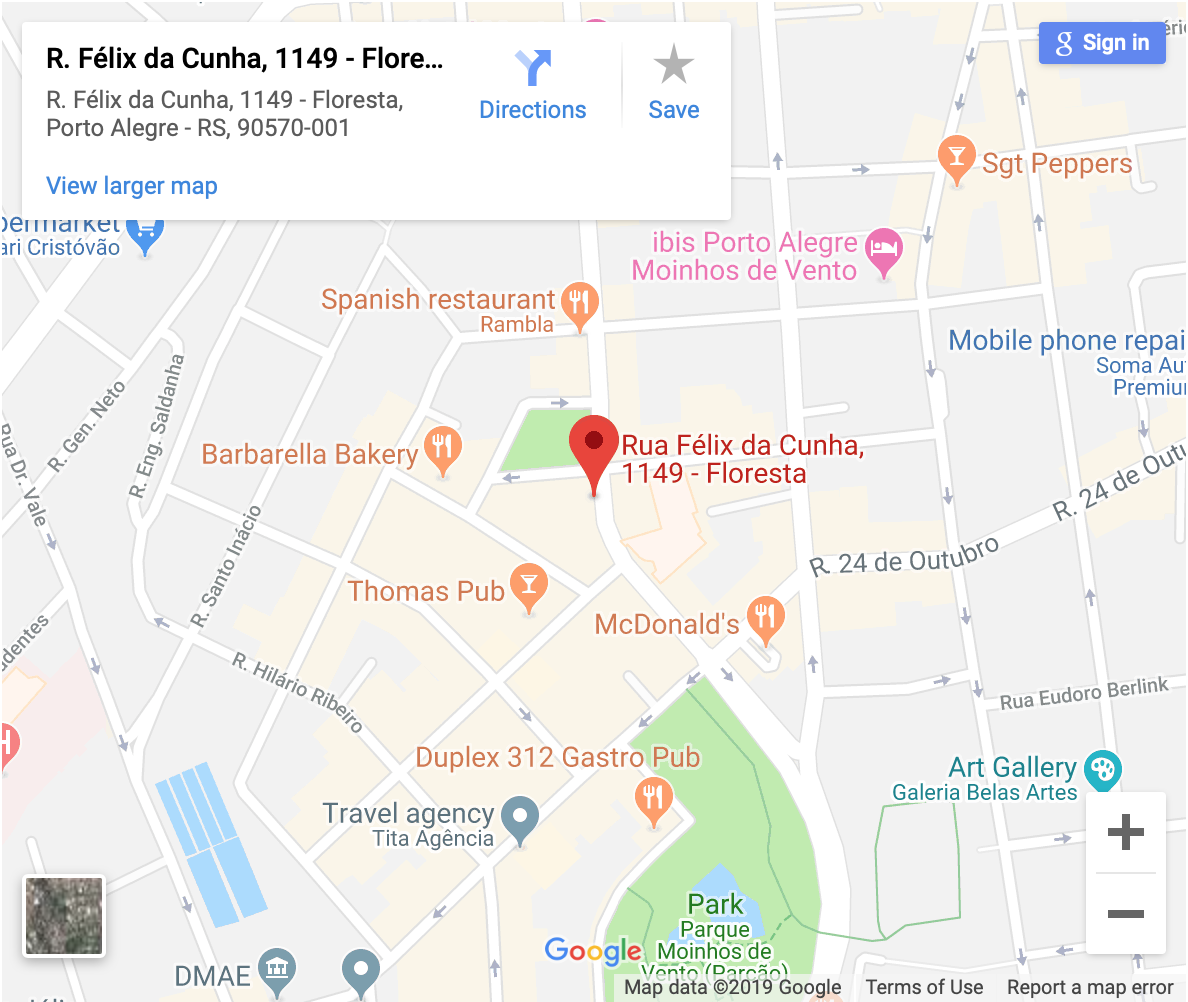 R. Félix da Cunha, 1149 - Flore...
R. Félix da Cunha, 1149 - Floresta,
Porto Alegre - RS, 90570-001
View larger map
Directions
Save
Sign in
Sgt Peppers
ari Cristóvão
ibis Porto Alegre
Moinhos de Vento
Spanish restaurant
Rambla
Mobile phone repai
Soma Au
Premiu
R. Gen. Neto
R. Eng. Saldanha
Rua Dr. Vale
Barbarella Bakery
Rua Félix da Cunha,
1149 - Floresta
R. 24 de Outu
R. 24 de Outubro
R. Santo Inácio
Thomas Pub
McDonald's
R. Hilário Ribeiro
Rua Eudoro Berlink
H
Duplex 312 Gastro Pub
Art Gallery
Galeria Belas Artes
Travel agency
Tita Agência
Park
Parque
Moinhos de
Vento (Parcão)
Google
DMAE
Map data ©2019 Google
Terms of Use
Report a map error